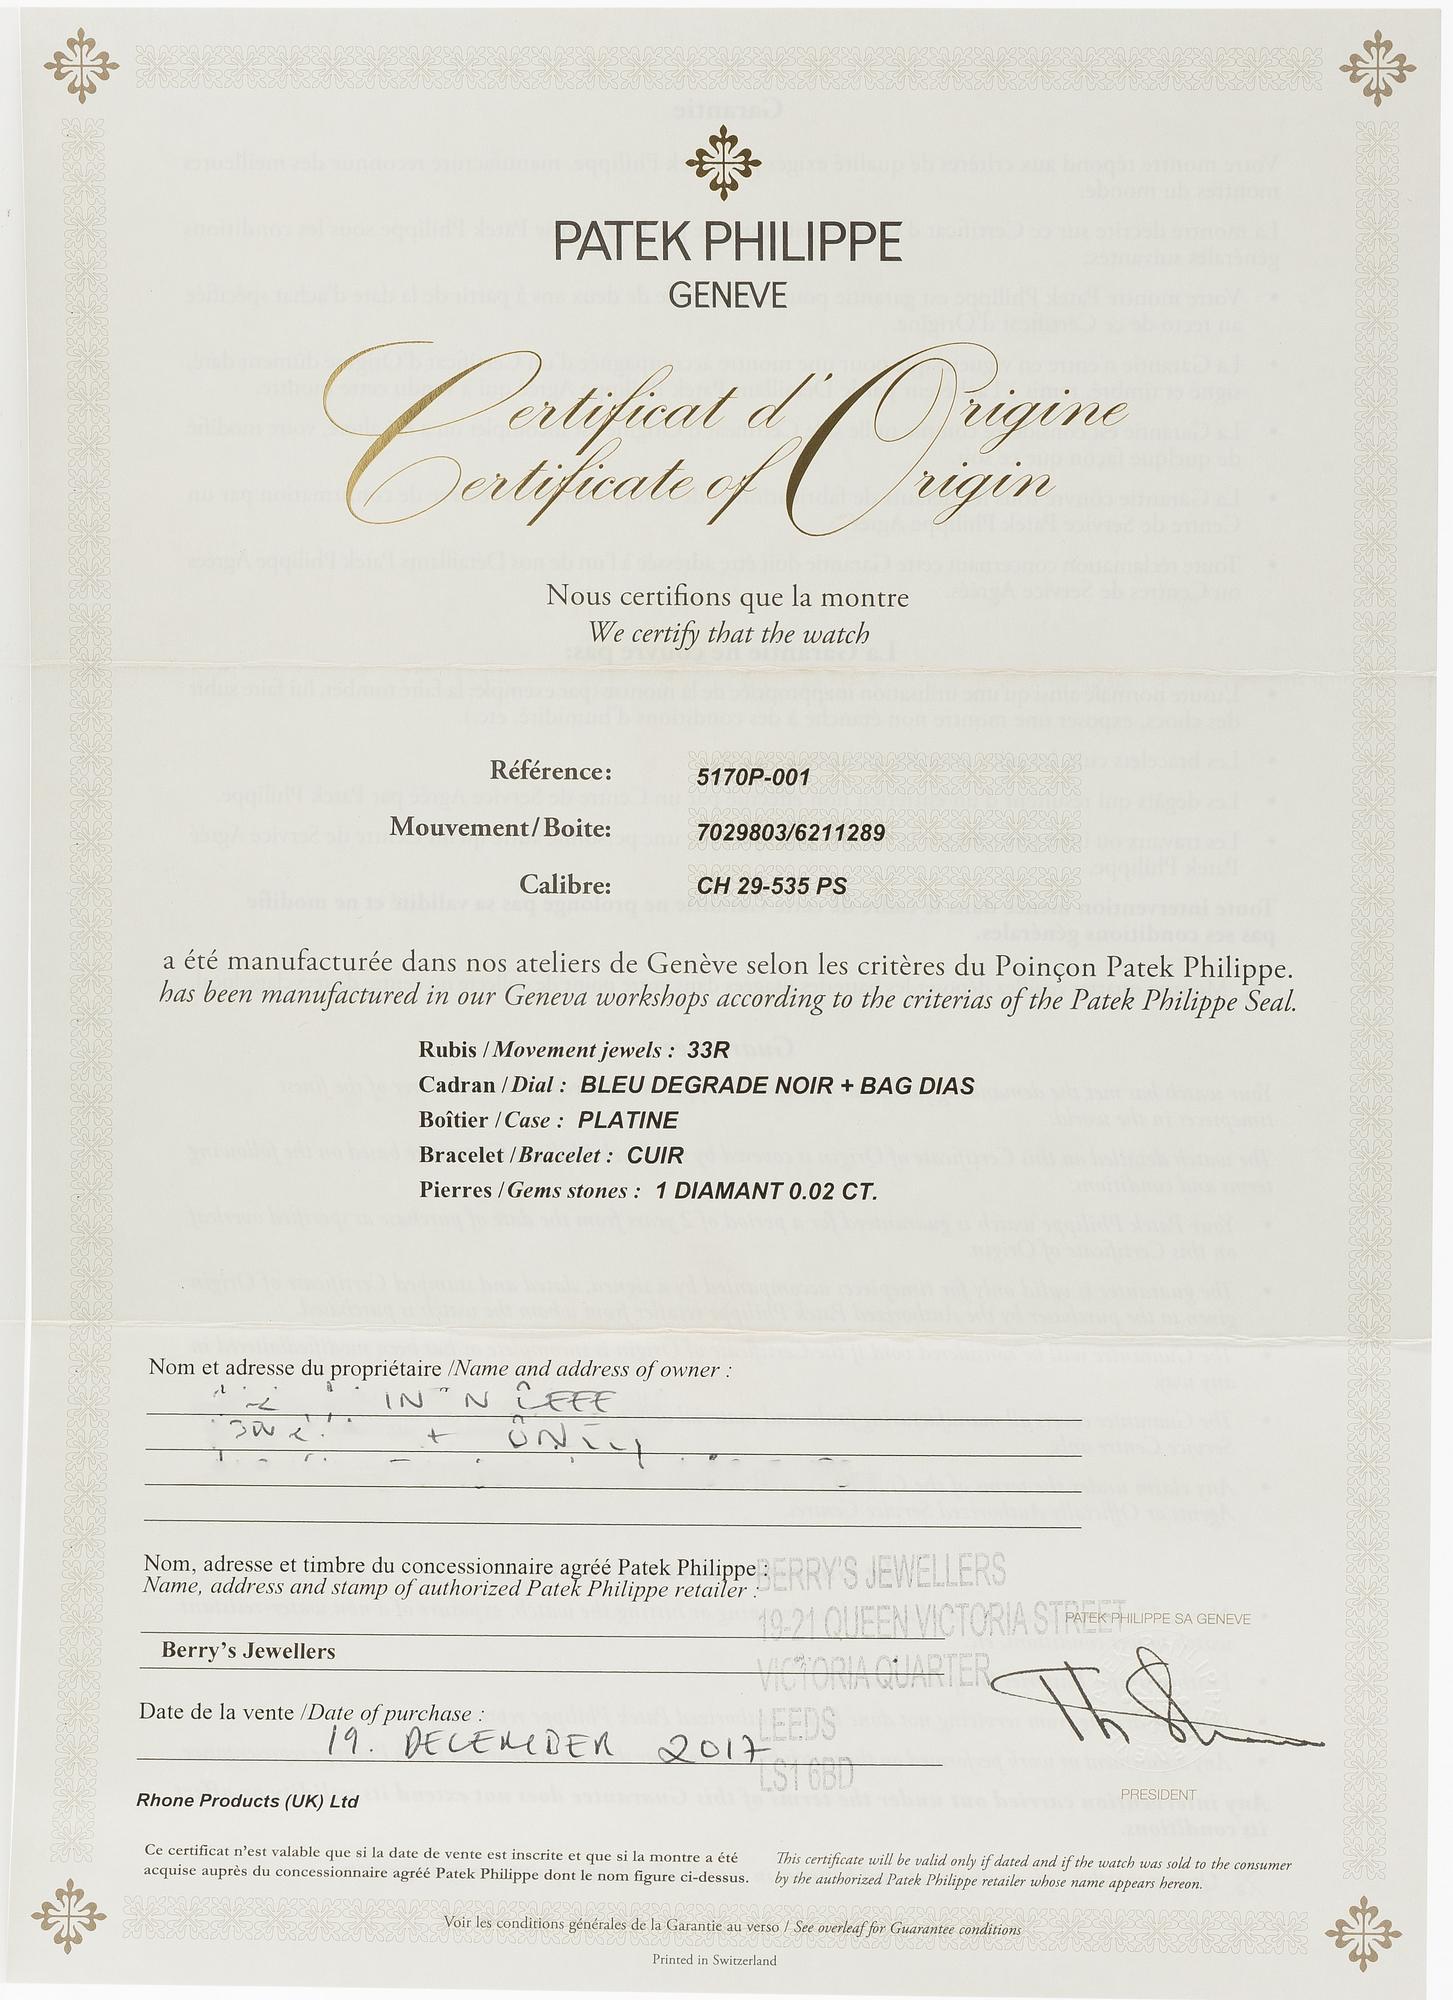 PATEK PHILIPPE
GENEVE
Certificat d'Origine
Certificate of Origin
Nous certifions que la montre
We certify that the watch
Référence: 5170P-001
Mouvement/Boite: 7029803/6211289
Calibre: CH 29-535 PS
a été manufacturée dans nos ateliers de Genève selon les critères du Poinçon Patek Philippe.
has been manufactured in our Geneva workshops according to the criterias of the Patek Philippe Seal.
Rubis / Movement jewels : 33R
Cadran / Dial : BLEU DEGRADE NOIR + BAG DIAS
Boîtier / Case : PLATINE
Bracelet / Bracelet : CUIR
Pierres / Gems stones : 1 DIAMANT 0.02 CT.
Nom et adresse du propriétaire /Name and address of owner :
Nom, adresse et timbre du concessionnaire agréé Patek Philippe :
Name, address and stamp of authorized Patek Philippe retailer :
BERRY'S JEWELLERS
19-21 QUEEN VICTORIA STREET
VICTORIA QUARTER
LEEDS
LS1 6BD
Berry's Jewellers
PATEK PHILIPPE SA GENEVE
Date de la vente /Date of purchase :
19. DECEMBER 2017
PRESIDENT
Rhone Products (UK) Ltd
Ce certificat n'est valable que si la date de vente est inscrite et que si la montre a été
acquise auprès du concessionnaire agréé Patek Philippe dont le nom figure ci-dessus.
This certificate will be valid only if dated and if the watch was sold to the consumer
by the authorized Patek Philippe retailer whose name appears hereon.
Voir les conditions générales de la Garantie au verso / See overleaf for Guarantee conditions
Printed in Switzerland